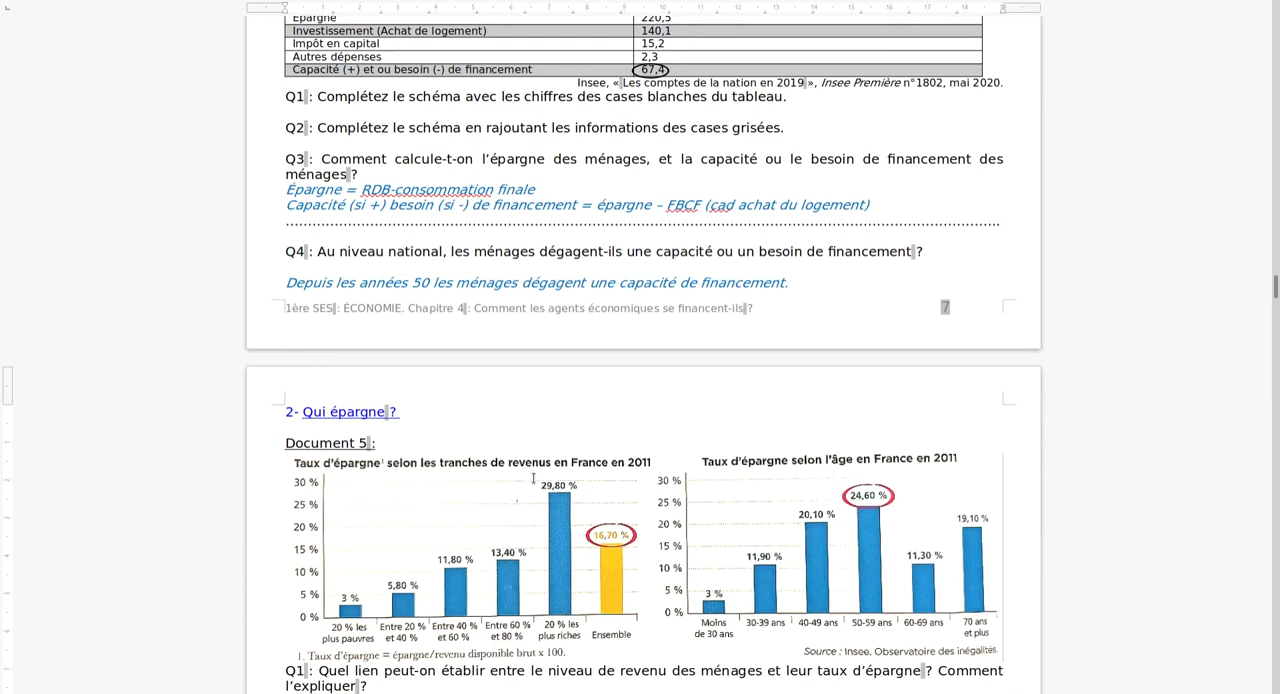 Épargne 220,5
Investissement (Achat de logement) 140,1
Impôt en capital 15,2
Autres dépenses 2,3
Capacité (+) et ou besoin (-) de financement 67,4
Insee, « Les comptes de la nation en 2019 », Insee Première n°1802, mai 2020.
Q1 : Complétez le schéma avec les chiffres des cases blanches du tableau.
Q2 : Complétez le schéma en rajoutant les informations des cases grisées.
Q3 : Comment calcule-t-on l’épargne des ménages, et la capacité ou le besoin de financement des
ménages ?
Épargne = RDB-consommation finale
Capacité (si +) besoin (si -) de financement = épargne – FBCF (cad achat du logement)
Q4 : Au niveau national, les ménages dégagent-ils une capacité ou un besoin de financement ?
Depuis les années 50 les ménages dégagent une capacité de financement.
1ère SES : ÉCONOMIE. Chapitre 4 : Comment les agents économiques se financent-ils ? 7
2- Qui épargne ?
Document 5 :
Taux d’épargne¹ selon les tranches de revenus en France en 2011
30 %
25 %
20 %
15 %
10 %
5 %
0 %
3 %
5,80 %
11,80 %
13,40 %
29,80 %
16,70 %
20 % les
plus pauvres
Entre 20 %
et 40 %
Entre 40 %
et 60 %
Entre 60 %
et 80 %
20 % les
plus riches
Ensemble
1. Taux d’épargne = épargne/revenu disponible brut x 100.
Taux d’épargne selon l’âge en France en 2011
30 %
25 %
20 %
15 %
10 %
5 %
0 %
3 %
11,90 %
20,10 %
24,60 %
11,30 %
19,10 %
Moins
de 30 ans
30-39 ans
40-49 ans
50-59 ans
60-69 ans
70 ans
et plus
Source : Insee, Observatoire des inégalités.
Q1 : Quel lien peut-on établir entre le niveau de revenu des ménages et leur taux d’épargne ? Comment
l’expliquer ?